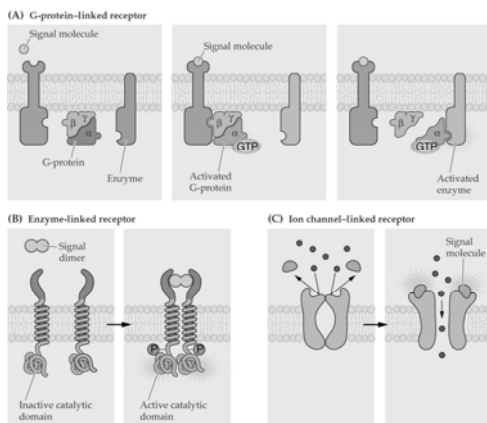 (A) G-protein–linked receptor
Signal molecule
β γ
α
G-protein
Enzyme
Signal molecule
β γ
α
GTP
Activated
G-protein
β γ
α
GTP
Activated
enzyme
(B) Enzyme-linked receptor
Signal
dimer
Inactive catalytic
domain
P P
Active catalytic
domain
(C) Ion channel–linked receptor
Signal
molecule